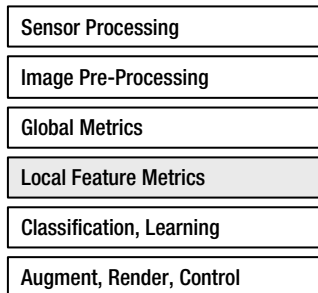 Sensor Processing
Image Pre-Processing
Global Metrics
Local Feature Metrics
Classification, Learning
Augment, Render, Control